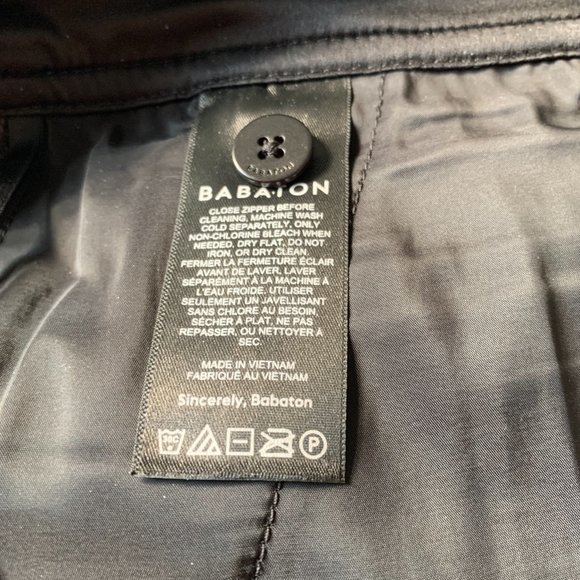 BABATON
BABATON
CLOSE ZIPPER BEFORE
CLEANING, MACHINE WASH
COLD SEPARATELY, ONLY
NON-CHLORINE BLEACH WHEN
NEEDED, DRY FLAT, DO NOT
IRON, OR DRY CLEAN.
FERMER LA FERMETURE ÉCLAIR
AVANT DE LAVER. LAVER
SÉPARÉMENT À LA MACHINE À
L'EAU FROIDE. UTILISER
SEULEMENT UN JAVELLISANT
SANS CHLORE AU BESOIN,
SÉCHER À PLAT, NE PAS
REPASSER, OU NETTOYER À
SEC.
MADE IN VIETNAM
FABRIQUÉ AU VIETNAM
Sincerely, Babaton
30C P